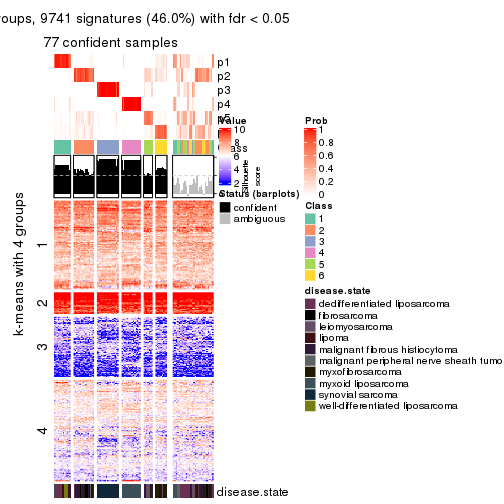 roups, 9741 signatures (46.0%) with fdr < 0.05
77 confident samples
p1
p2
p3
p4
Value
10
8
6
4
2
Silhouette
score
Status (barplots)
confident
ambiguous
Prob
1
0.8
0.6
0.4
0.2
0
Class
1
2
3
4
5
6
disease.state
dedifferentiated liposarcoma
fibrosarcoma
leiomyosarcoma
lipoma
malignant fibrous histiocytoma
malignant peripheral nerve sheath tumo
myxofibrosarcoma
myxoid liposarcoma
synovial sarcoma
well-differentiated liposarcoma
k-means with 4 groups
1
2
3
4
disease.state